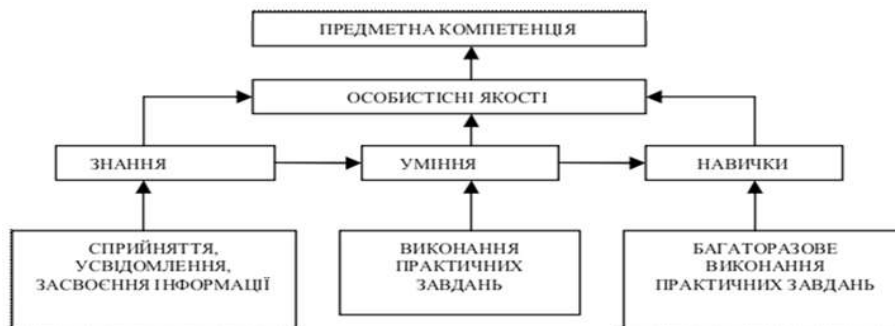 ПРЕДМЕТНА КОМПЕТЕНЦІЯ
ОСОБИСТІСНІ ЯКОСТІ
ЗНАННЯ
УМІННЯ
НАВИЧКИ
СПРИЙНЯТТЯ,
УСВІДОМЛЕННЯ,
ЗАСВОЄННЯ ІНФОРМАЦІЇ
ВИКОНАННЯ
ПРАКТИЧНИХ
ЗАВДАНЬ
БАГАТОРАЗОВЕ
ВИКОНАННЯ
ПРАКТИЧНИХ ЗАВДАНЬ